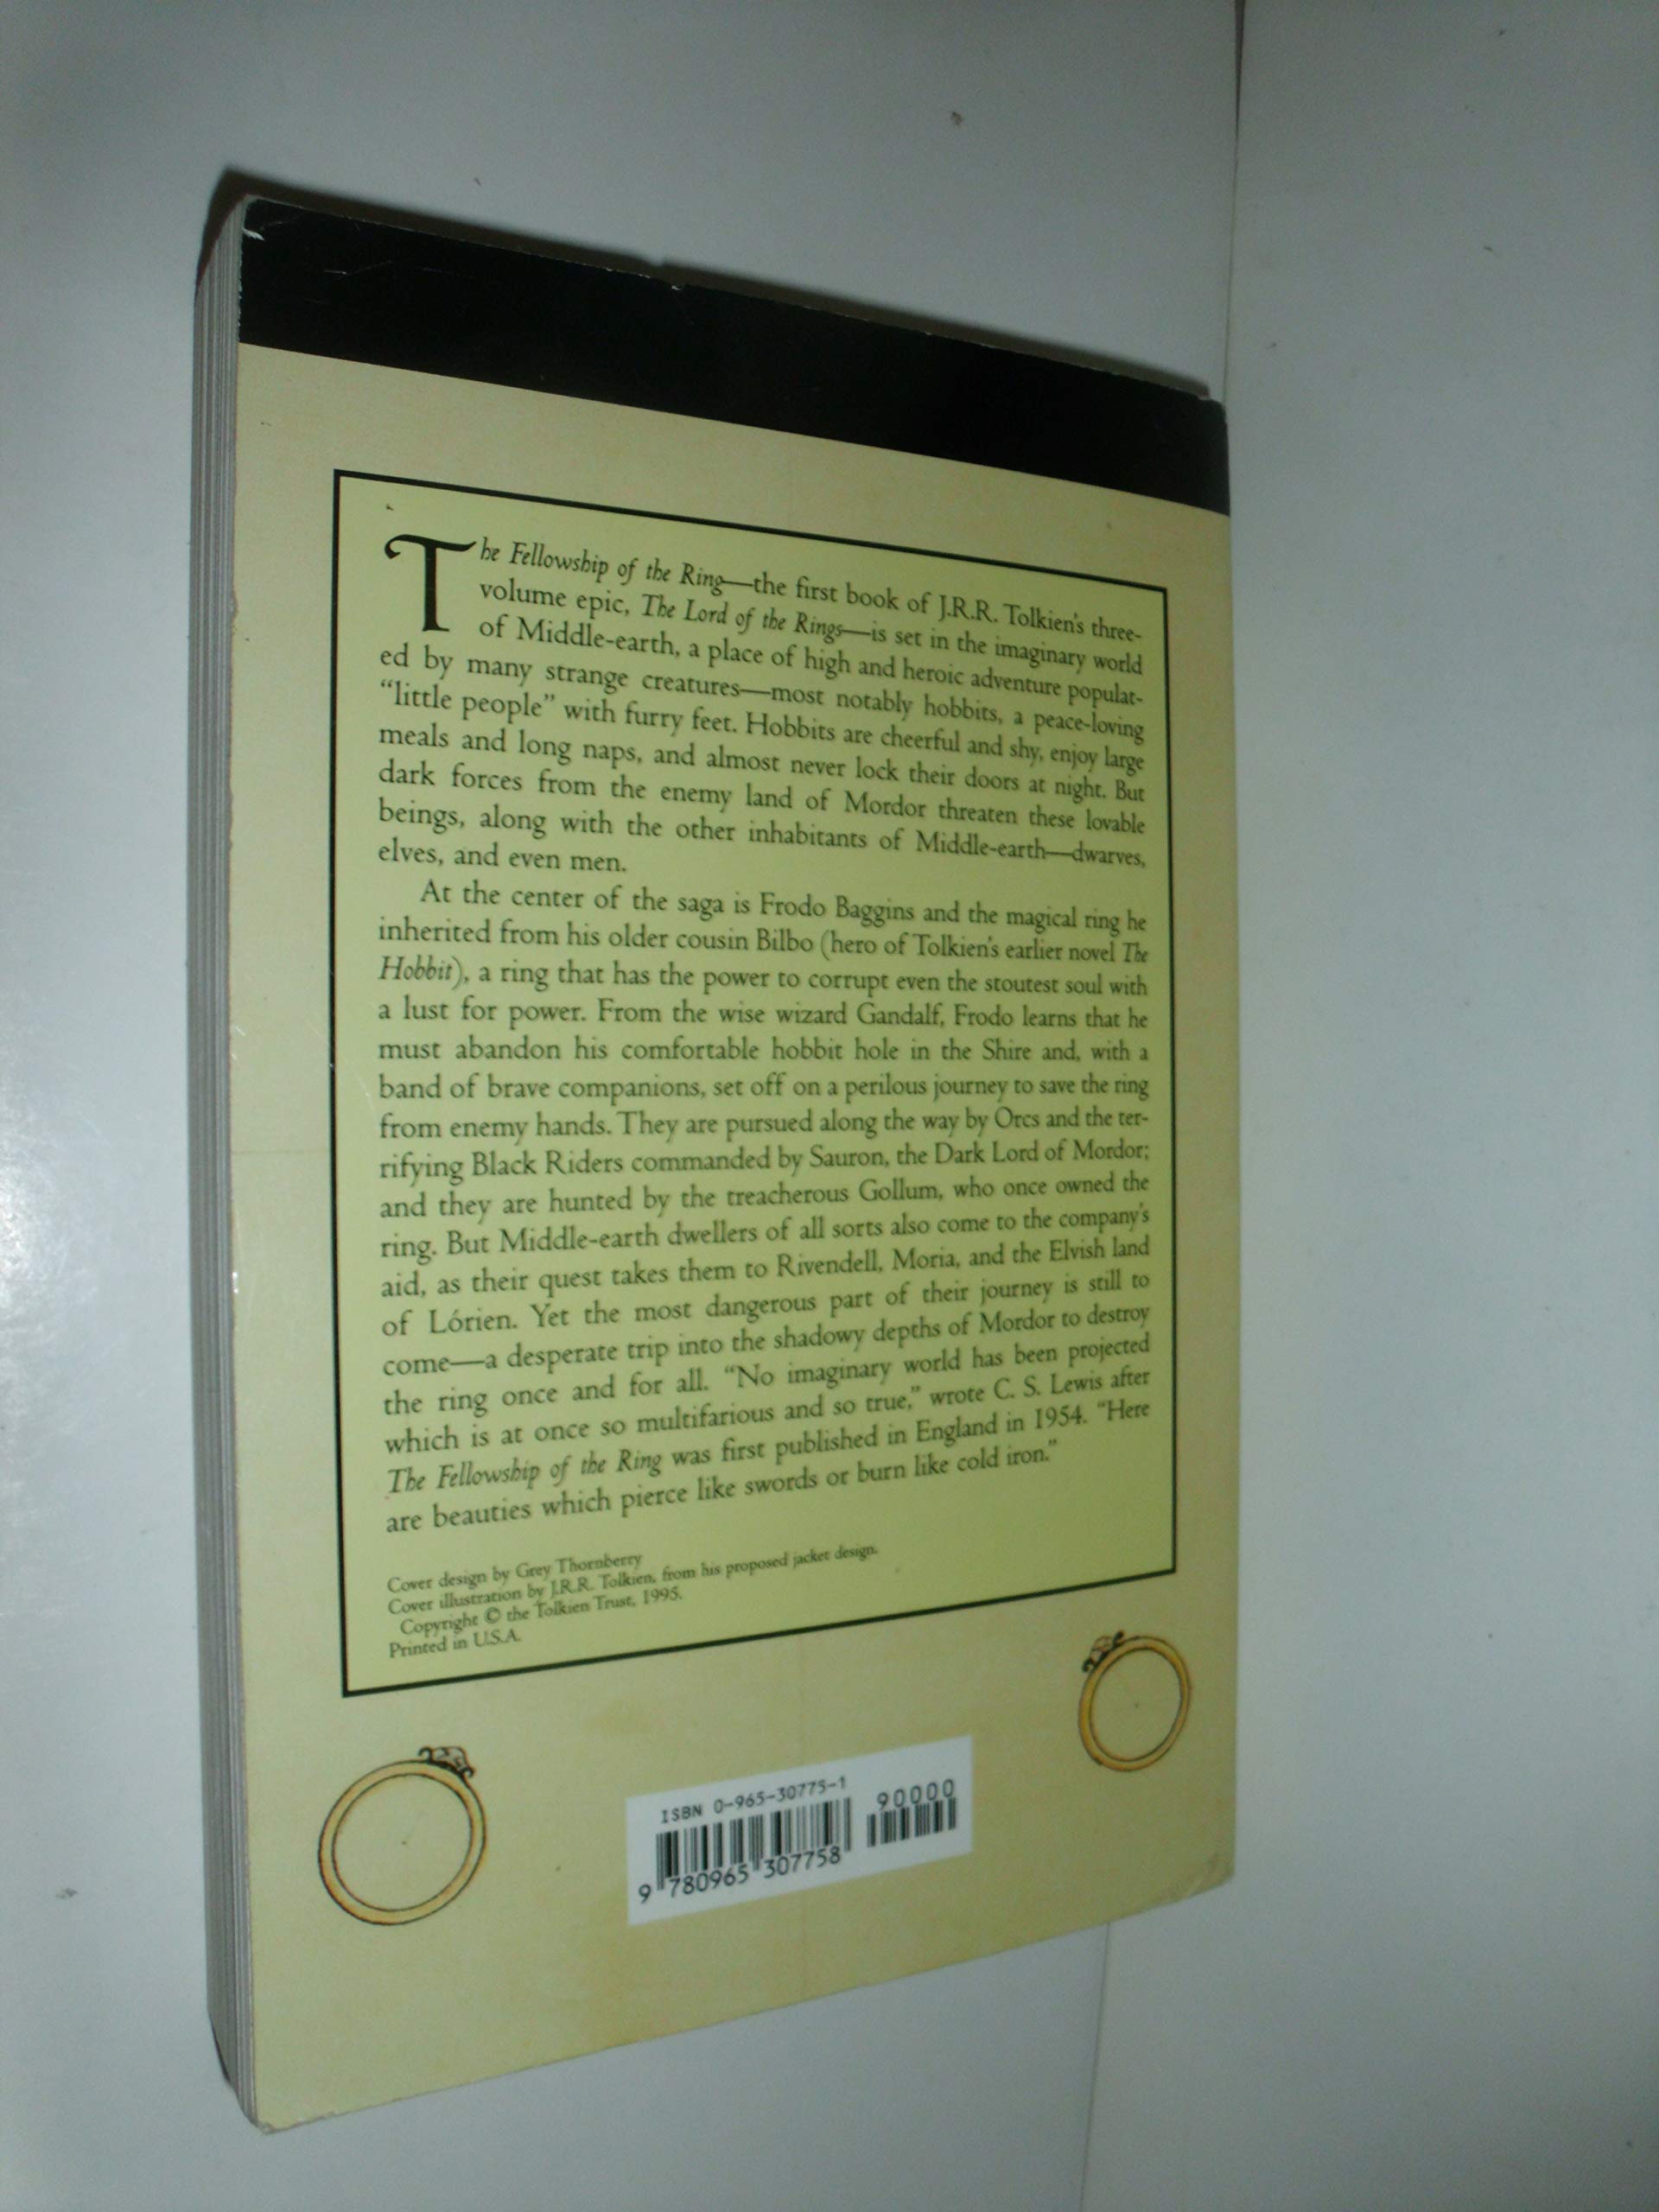 The Fellowship of the Ring—the first book of J.R.R. Tolkien's three-
volume epic, The Lord of the Rings—is set in the imaginary world
of Middle-earth, a place of high and heroic adventure populat-
ed by many strange creatures—most notably hobbits, a peace-loving
“little people” with furry feet. Hobbits are cheerful and shy, enjoy large
meals and long naps, and almost never lock their doors at night. But
dark forces from the enemy land of Mordor threaten these lovable
beings, along with the other inhabitants of Middle-earth—dwarves,
elves, and even men.
At the center of the saga is Frodo Baggins and the magical ring he
inherited from his older cousin Bilbo (hero of Tolkien's earlier novel The
Hobbit), a ring that has the power to corrupt even the stoutest soul with
a lust for power. From the wise wizard Gandalf, Frodo learns that he
must abandon his comfortable hobbit hole in the Shire and, with a
band of brave companions, set off on a perilous journey to save the ring
from enemy hands. They are pursued along the way by Orcs and the ter-
rifying Black Riders commanded by Sauron, the Dark Lord of Mordor;
and they are hunted by the treacherous Gollum, who once owned the
ring. But Middle-earth dwellers of all sorts also come to the company's
aid, as their quest takes them to Rivendell, Moria, and the Elvish land
of Lórien. Yet the most dangerous part of their journey is still to
come—a desperate trip into the shadowy depths of Mordor to destroy
the ring once and for all. “No imaginary world has been projected
which is at once so multifarious and so true,” wrote C. S. Lewis after
The Fellowship of the Ring was first published in England in 1954. “Here
are beauties which pierce like swords or burn like cold iron.”
Cover design by Grey Thornberry
Cover illustration by J.R.R. Tolkien, from his proposed jacket design.
Copyright © the Tolkien Trust, 1995.
Printed in U.S.A.
ISBN 0-965-30775-1
90000
9 780965 307758